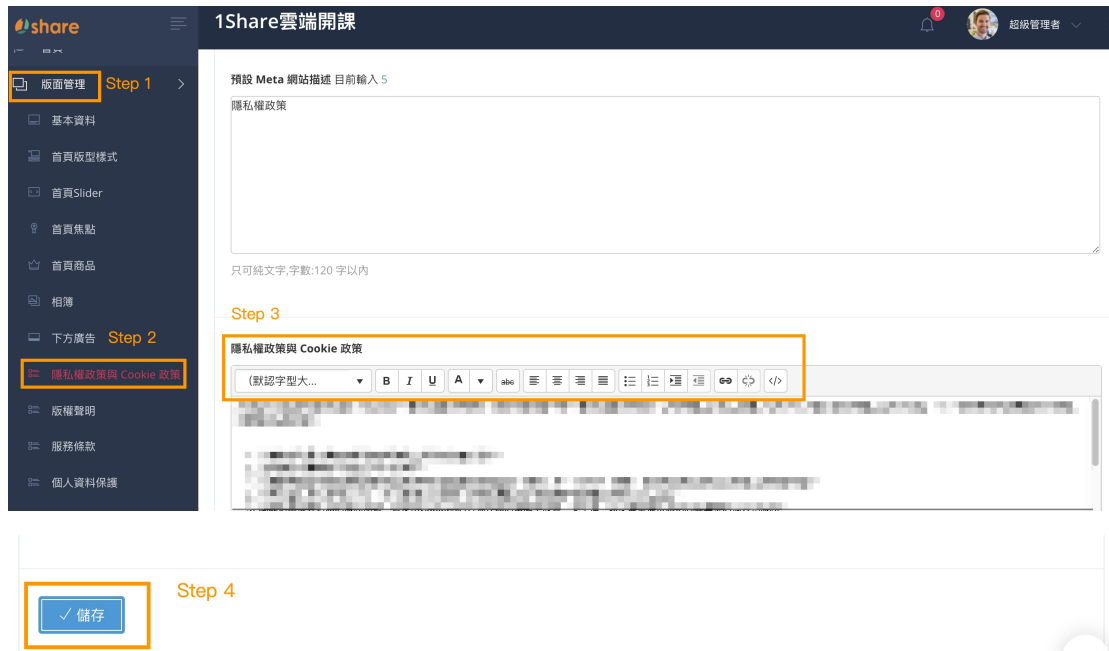 share
1Share雲端開課
0
超級管理者
首頁
版面管理
Step 1
基本資料
首頁版型樣式
首頁Slider
首頁焦點
首頁商品
相簿
下方廣告
Step 2
隱私權政策與 Cookie 政策
版權聲明
服務條款
個人資料保護
預設 Meta 網站描述 目前輸入 5
隱私權政策
只可純文字,字數:120 字以內
Step 3
隱私權政策與 Cookie 政策
(默認字型大...
B I U A abc </>
儲存
Step 4